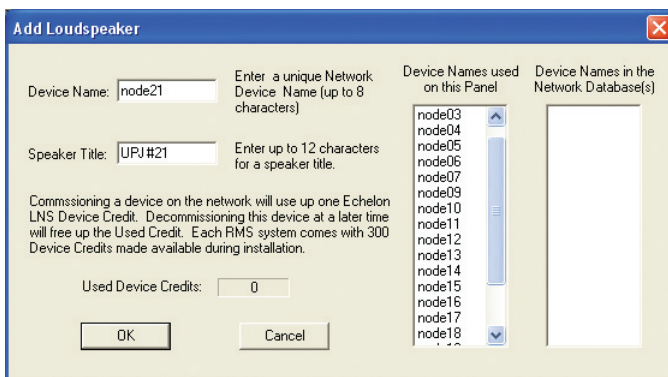 Add Loudspeaker
Device Name: node21
Enter a unique Network
Device Name (up to 8
characters)
Speaker Title: UPJ#21
Enter up to 12 characters
for a speaker title.
Commssioning a device on the network will use up one Echelon
LNS Device Credit. Decommissioning this device at a later time
will free up the Used Credit. Each RMS system comes with 300
Device Credits made available during installation.
Used Device Credits: 0
OK
Cancel
Device Names used
on this Panel
node03
node04
node05
node06
node07
node09
node10
node11
node12
node13
node14
node15
node16
node17
node18
Device Names in the
Network Database(s)